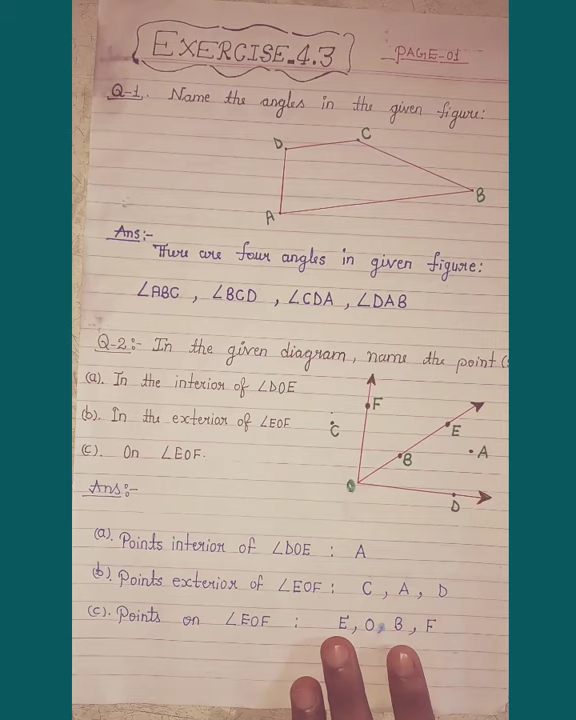 EXERCISE-4.3
PAGE-01
Q-1. Name the angles in the given figure:
D
C
B
A
Ans:-
There are four angles in given figure:
∠ABC , ∠BCD , ∠CDA , ∠DAB
Q-2:- In the given diagram, name the point(s
(a). In the interior of ∠DOE
(b). In the exterior of ∠EOF
(c). On ∠EOF.
F
C
E
A
B
O
D
Ans:-
(a). Points interior of ∠DOE : A
(b). Points exterior of ∠EOF : C , A , D
(c). Points on ∠EOF : E, O, B, F